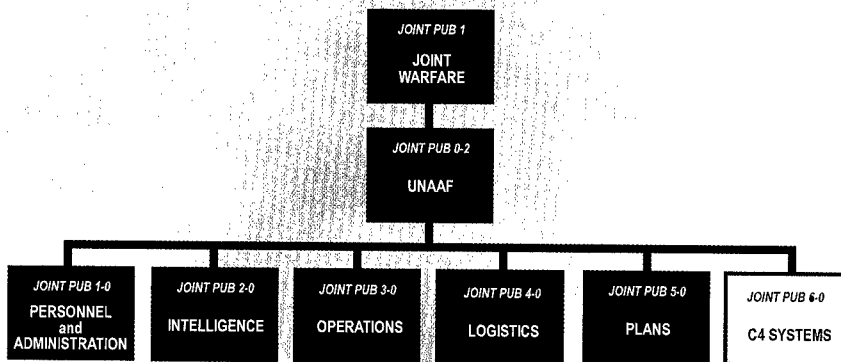 JOINT PUB 1
JOINT
WARFARE
JOINT PUB 0-2
UNAAF
JOINT PUB 1-0
PERSONNEL
and
ADMINISTRATION
JOINT PUB 2-0
INTELLIGENCE
JOINT PUB 3-0
OPERATIONS
JOINT PUB 4-0
LOGISTICS
JOINT PUB 5-0
PLANS
JOINT PUB 6-0
C4 SYSTEMS